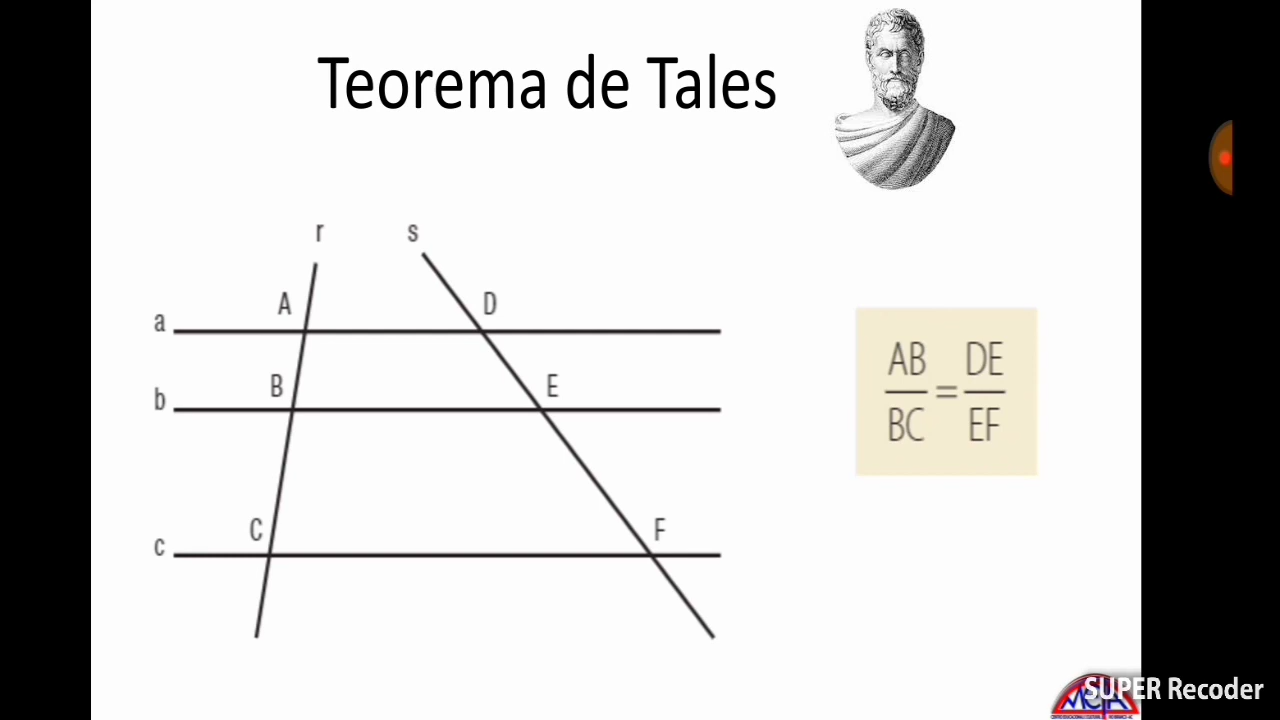 Teorema de Tales
r s
A D
a
B E
b
C F
c
AB DE
=
BC EF
SUPER Recoder